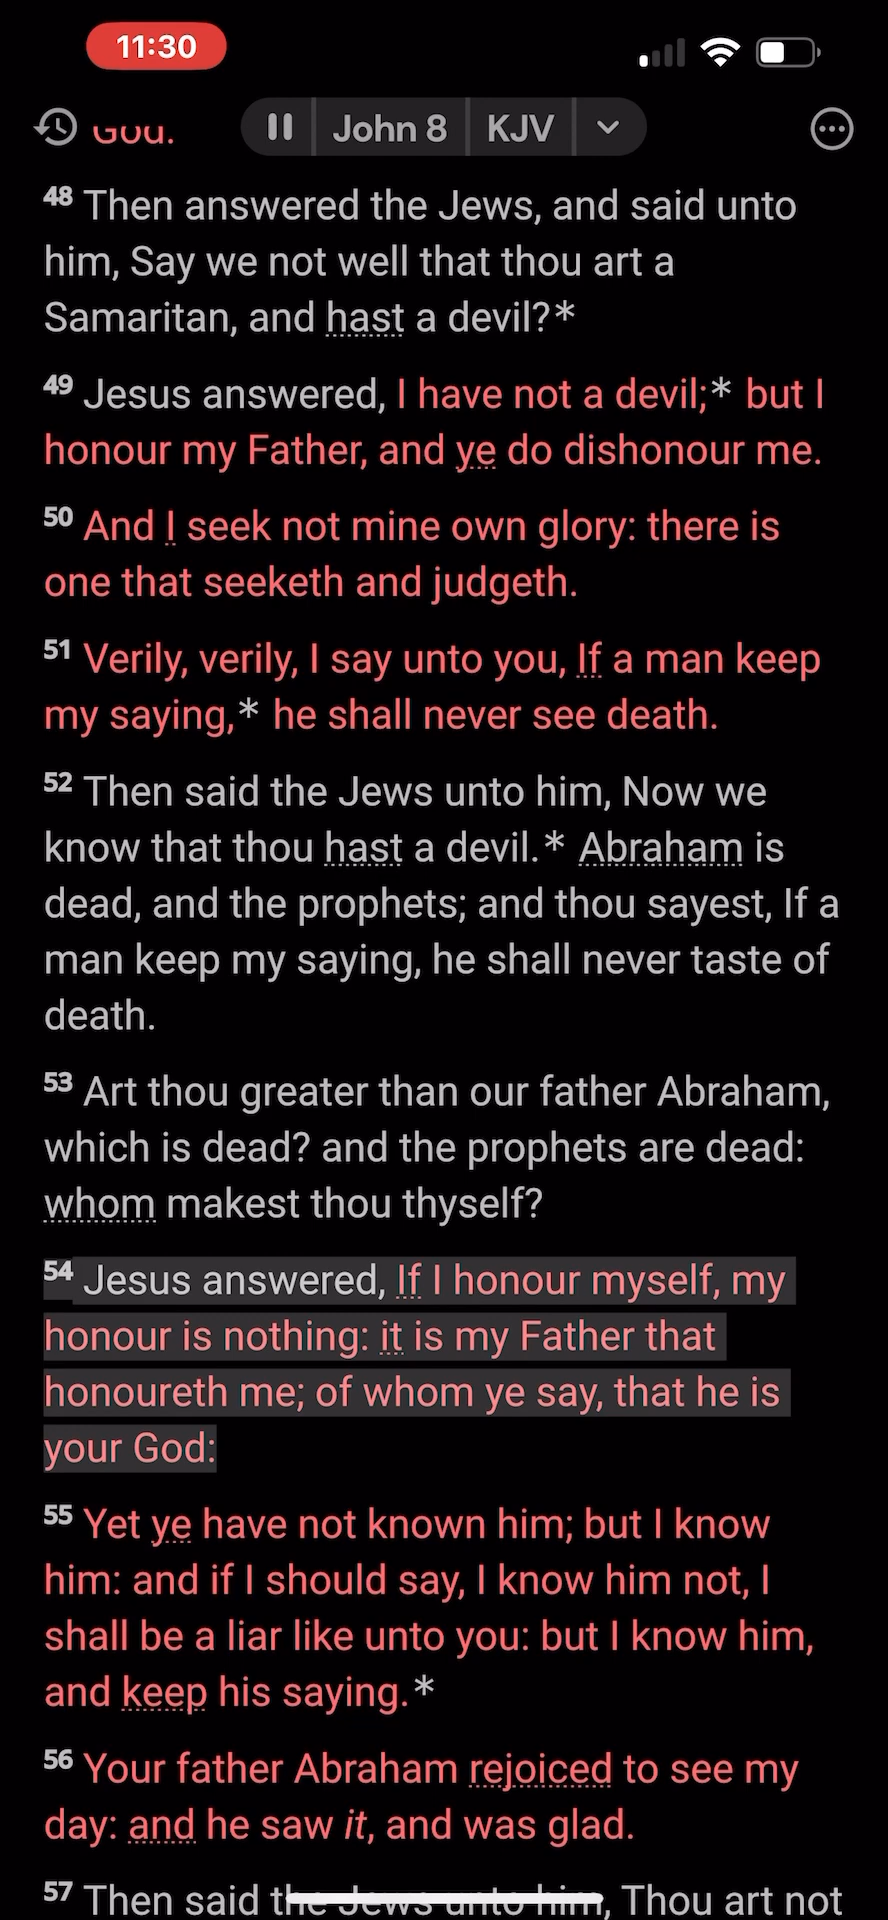 11:30
God.
John 8 KJV
48 Then answered the Jews, and said unto
him, Say we not well that thou art a
Samaritan, and hast a devil?*
49 Jesus answered, I have not a devil;* but I
honour my Father, and ye do dishonour me.
50 And I seek not mine own glory: there is
one that seeketh and judgeth.
51 Verily, verily, I say unto you, If a man keep
my saying,* he shall never see death.
52 Then said the Jews unto him, Now we
know that thou hast a devil.* Abraham is
dead, and the prophets; and thou sayest, If a
man keep my saying, he shall never taste of
death.
53 Art thou greater than our father Abraham,
which is dead? and the prophets are dead:
whom makest thou thyself?
54 Jesus answered, If I honour myself, my
honour is nothing: it is my Father that
honoureth me; of whom ye say, that he is
your God:
55 Yet ye have not known him; but I know
him: and if I should say, I know him not, I
shall be a liar like unto you: but I know him,
and keep his saying.*
56 Your father Abraham rejoiced to see my
day: and he saw it, and was glad.
57 Then said the Jews unto him, Thou art not